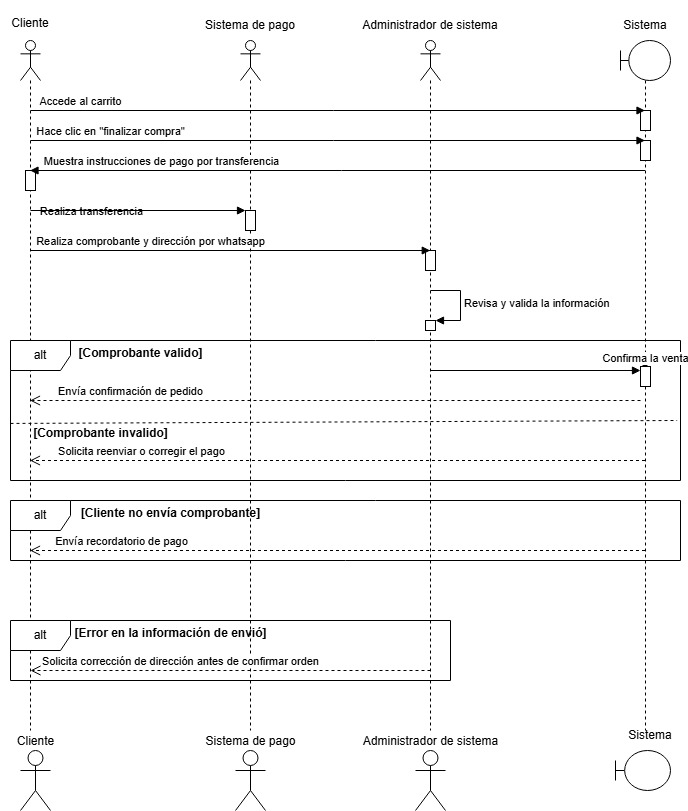 Cliente
Sistema de pago
Administrador de sistema
Sistema
Accede al carrito
Hace clic en "finalizar compra"
Muestra instrucciones de pago por transferencia
Realiza transferencia
Realiza comprobante y dirección por whatsapp
Revisa y valida la información
alt
[Comprobante valido]
Confirma la venta
Envía confirmación de pedido
[Comprobante invalido]
Solicita reenviar o corregir el pago
alt
[Cliente no envía comprobante]
Envía recordatorio de pago
alt
[Error en la información de envió]
Solicita corrección de dirección antes de confirmar orden
Cliente
Sistema de pago
Administrador de sistema
Sistema